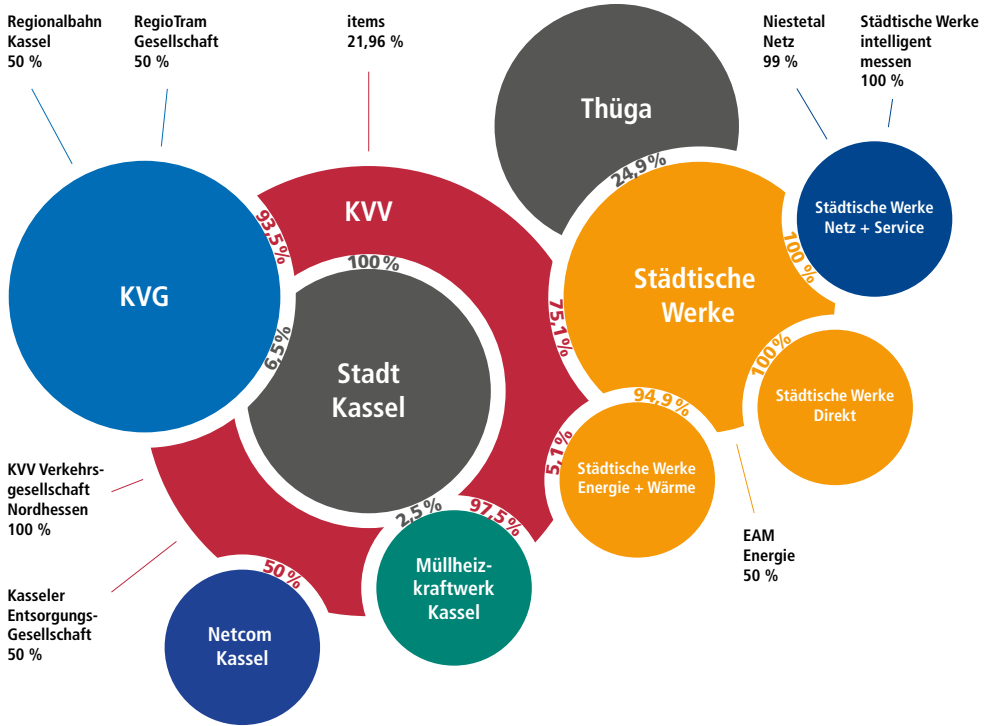 Regionalbahn
Kassel
50 %
RegioTram
Gesellschaft
50 %
items
21,96 %
Niestetal
Netz
99 %
Städtische Werke
intelligent
messen
100 %
Thüga
24,9 %
KVV
93,5 %
100 %
KVG
6,5 %
Stadt
Kassel
75,1 %
Städtische
Werke
100 %
Städtische Werke
Netz + Service
100 %
Städtische Werke
Direkt
94,9 %
5,1 %
Städtische Werke
Energie + Wärme
KVV Verkehrs-
gesellschaft
Nordhessen
100 %
2,5 %
97,5 %
Müllheiz-
kraftwerk
Kassel
EAM
Energie
50 %
Kasseler
Entsorgungs-
Gesellschaft
50 %
50 %
Netcom
Kassel